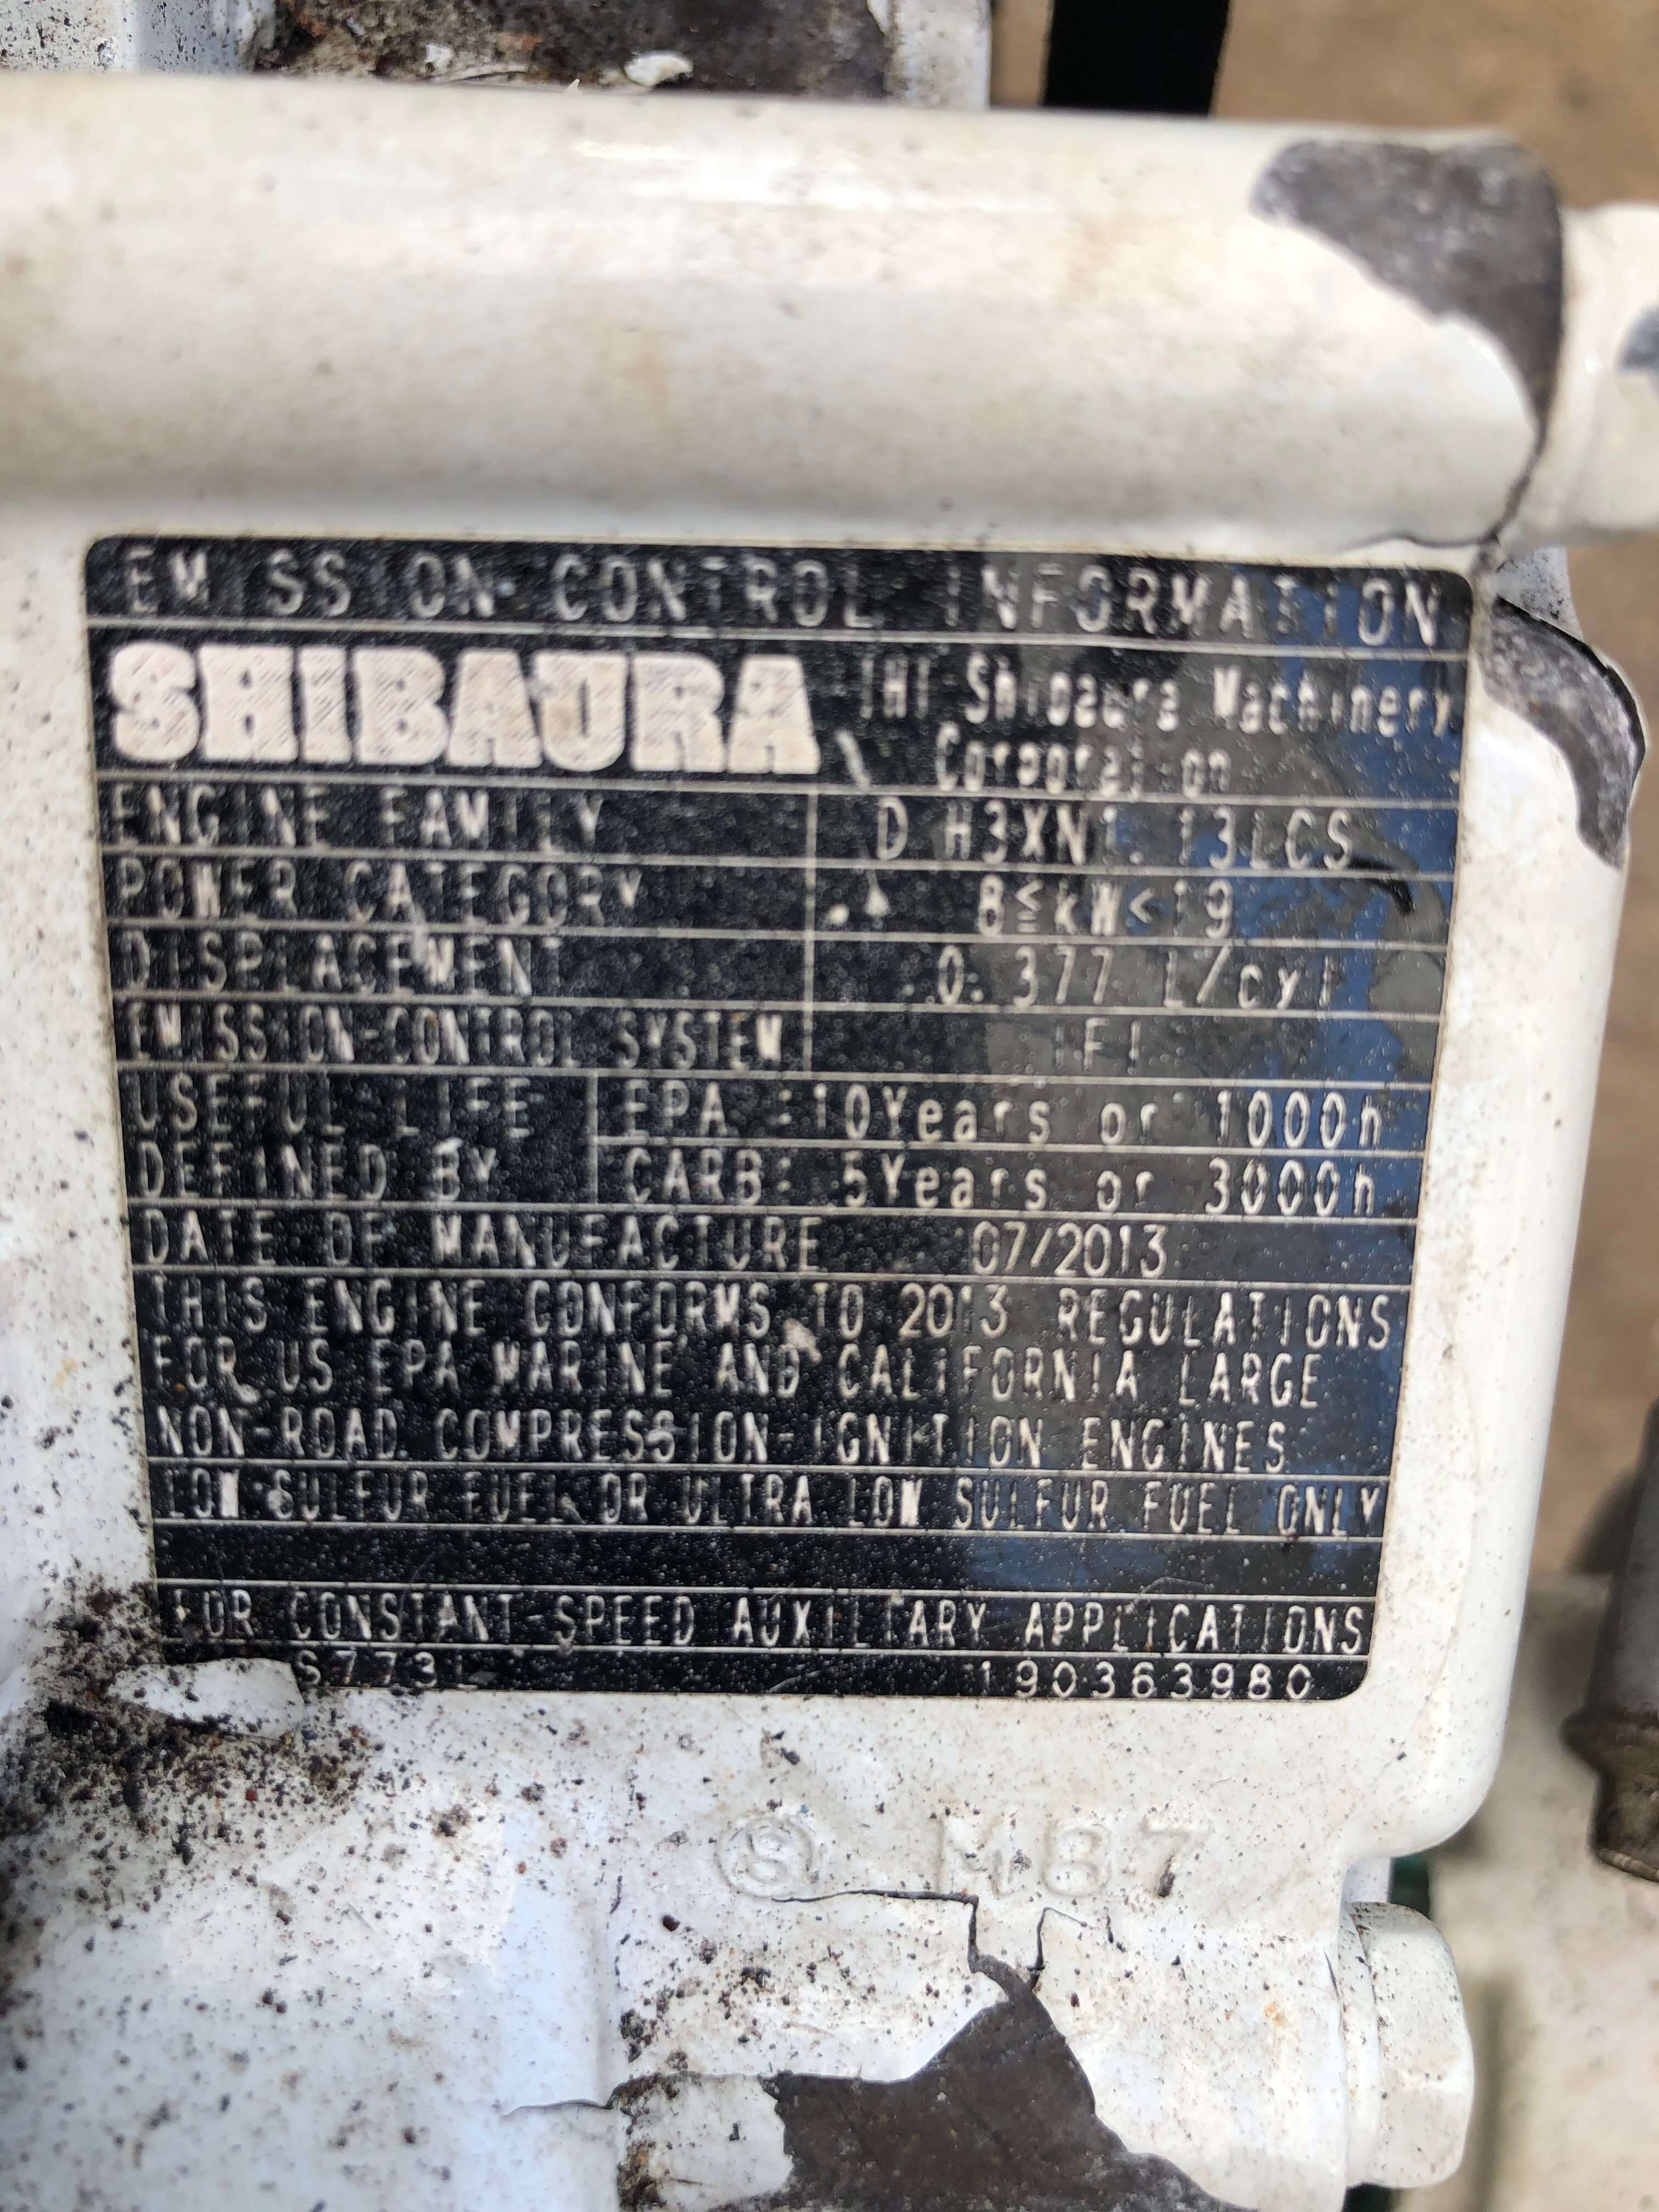 EMISSION CONTROL INFORMATION
SHIBAURA
IHI Shibaura Machinery
Corporation
ENGINE FAMILY DH3XN1.13LCS
POWER CATEGORY 8≤kW<19
DISPLACEMENT 0.377 L/cyl
EMISSION-CONTROL SYSTEM IFI
USEFUL LIFE EPA :10Years or 1000h
DEFINED BY CARB: 5Years or 3000h
DATE OF MANUFACTURE 07/2013
THIS ENGINE CONFORMS TO 2013 REGULATIONS
FOR US EPA MARINE AND CALIFORNIA LARGE
NON-ROAD COMPRESSION-IGNITION ENGINES
LOW SULFUR FUEL OR ULTRA LOW SULFUR FUEL ONLY
FOR CONSTANT-SPEED AUXILIARY APPLICATIONS
S773L 190363980
Ⓢ M87